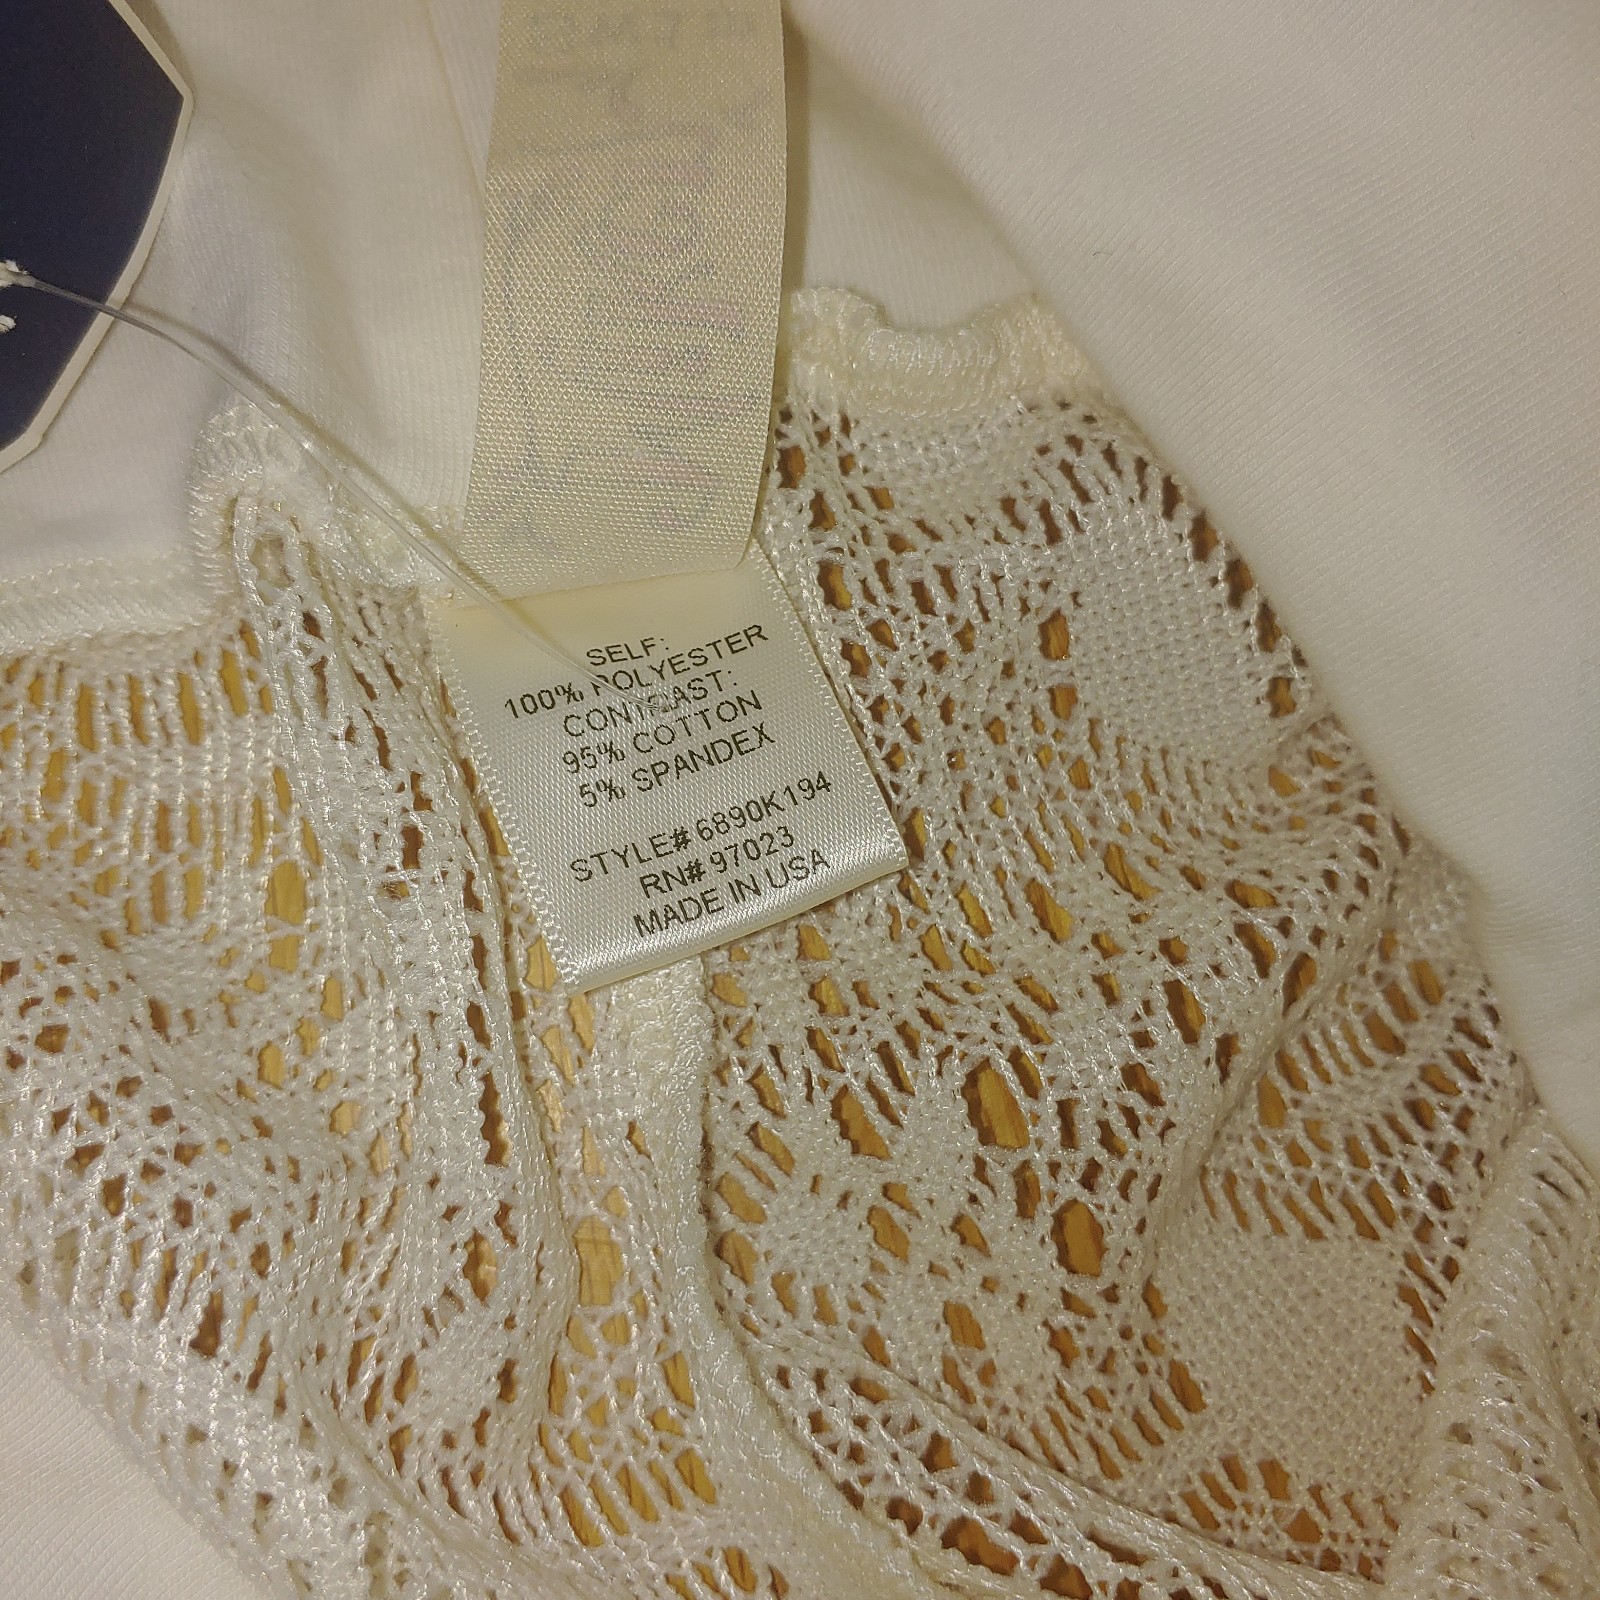 SELF:
100% POLYESTER
CONTRAST:
95% COTTON
5% SPANDEX
STYLE# 6890K194
RN# 97023
MADE IN USA